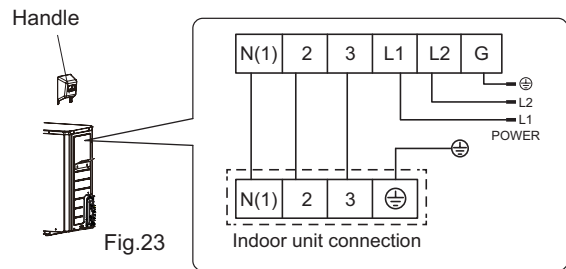 Handle
N(1) 2 3 L1 L2 G
L2
L1
POWER
N(1) 2 3
Fig.23
Indoor unit connection